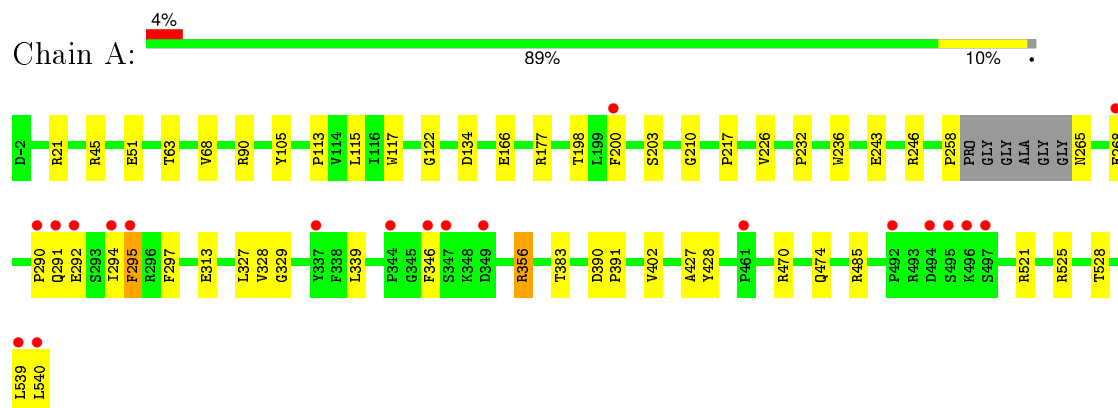 4%
Chain A:
89% 10% •
D-2 R21 R45 E51 T63 V68 R90 Y105 P113 V114 L115 I116 W117 G122 D134 E166 R177 T198 L199 F200 S203 G210 P217 V226 P232 W236 E243 R246 P258 PRO GLY GLY ALA GLY GLY N265
P290 Q291 E292 S293 I294 F295 R296 F297 E313 L327 V328 G329 Y337 F338 L339 P344 G345 F346 S347 K348 D349 R356 T383 D390 P391 V402 A427 Y428 P461 R470 Q474 R485 P492 R493 D494 S495 K496 S497 R521 R525 T528
L539 L540